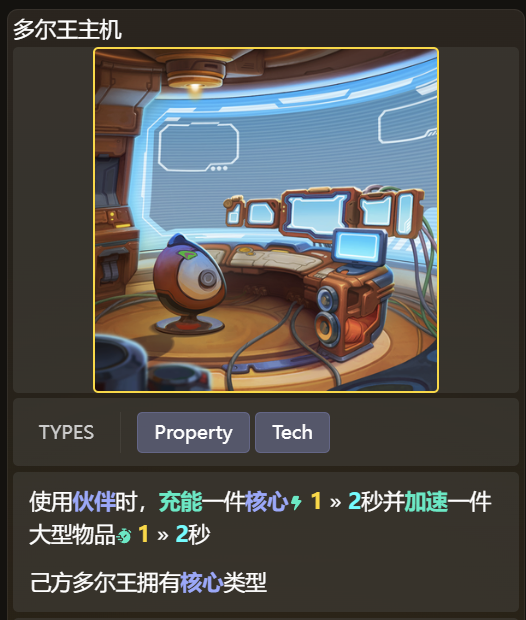 多尔王主机
TYPES Property Tech
使用伙伴时，充能一件核心 1 » 2秒并加速一件
大型物品 1 » 2秒
己方多尔王拥有核心类型